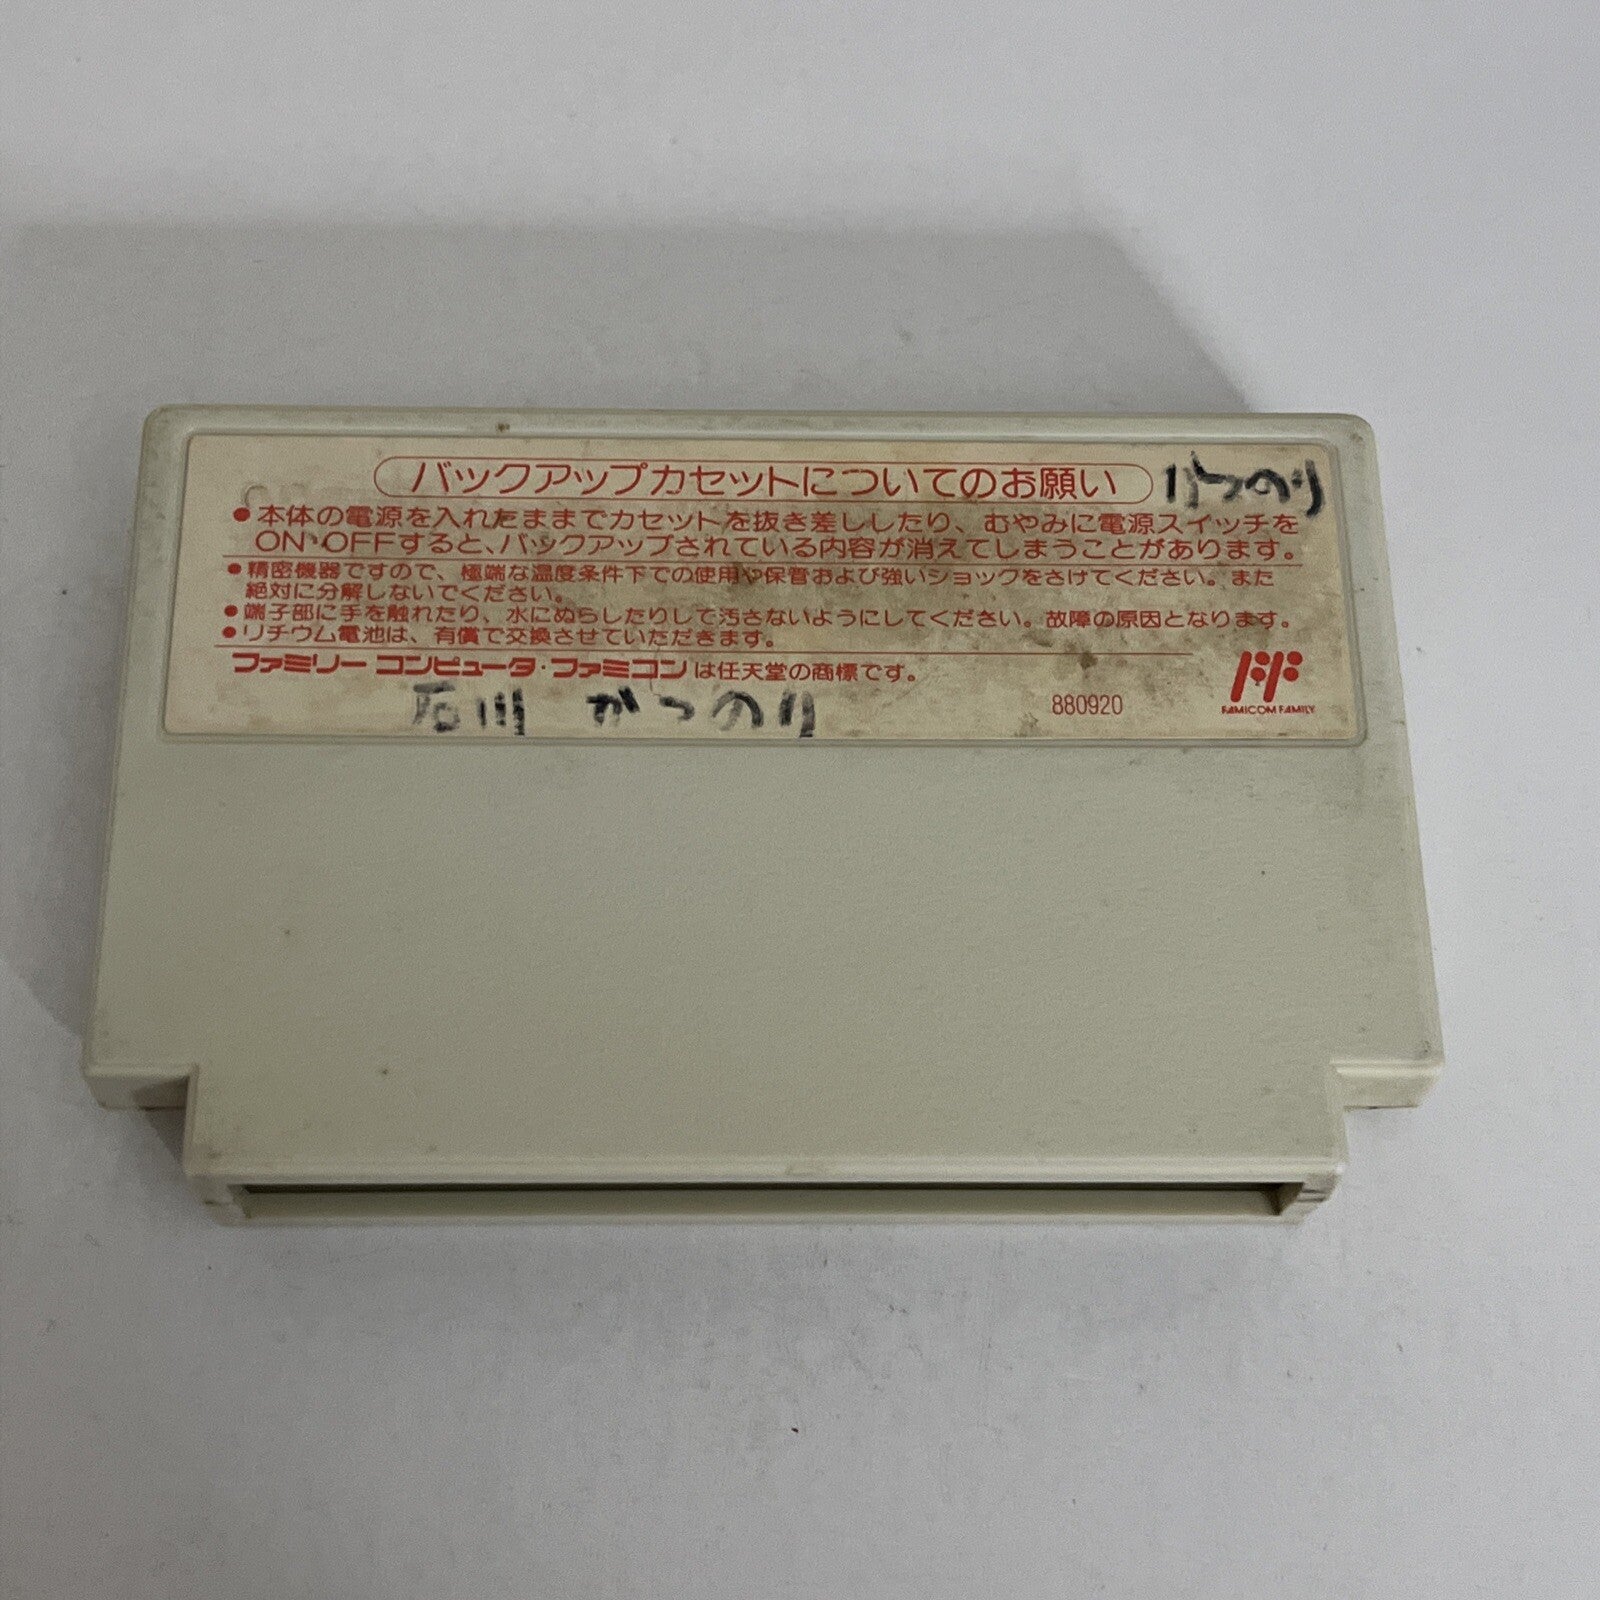 バックアップカセットについてのお願い かつのり
●本体の電源を入れたままでカセットを抜き差ししたり、むやみに電源スイッチを
ON・OFFすると、バックアップされている内容が消えてしまうことがあります。
●精密機器ですので、極端な温度条件下での使用や保管および強いショックをさけてください。また
絶対に分解しないでください。
●端子部に手を触れたり、水にぬらしたりして汚さないようにしてください。故障の原因となります。
●リチウム電池は、有償で交換させていただきます。
ファミリー コンピュータ・ファミコンは任天堂の商標です。
石川 かつのり
880920
FF
FAMICOM FAMILY